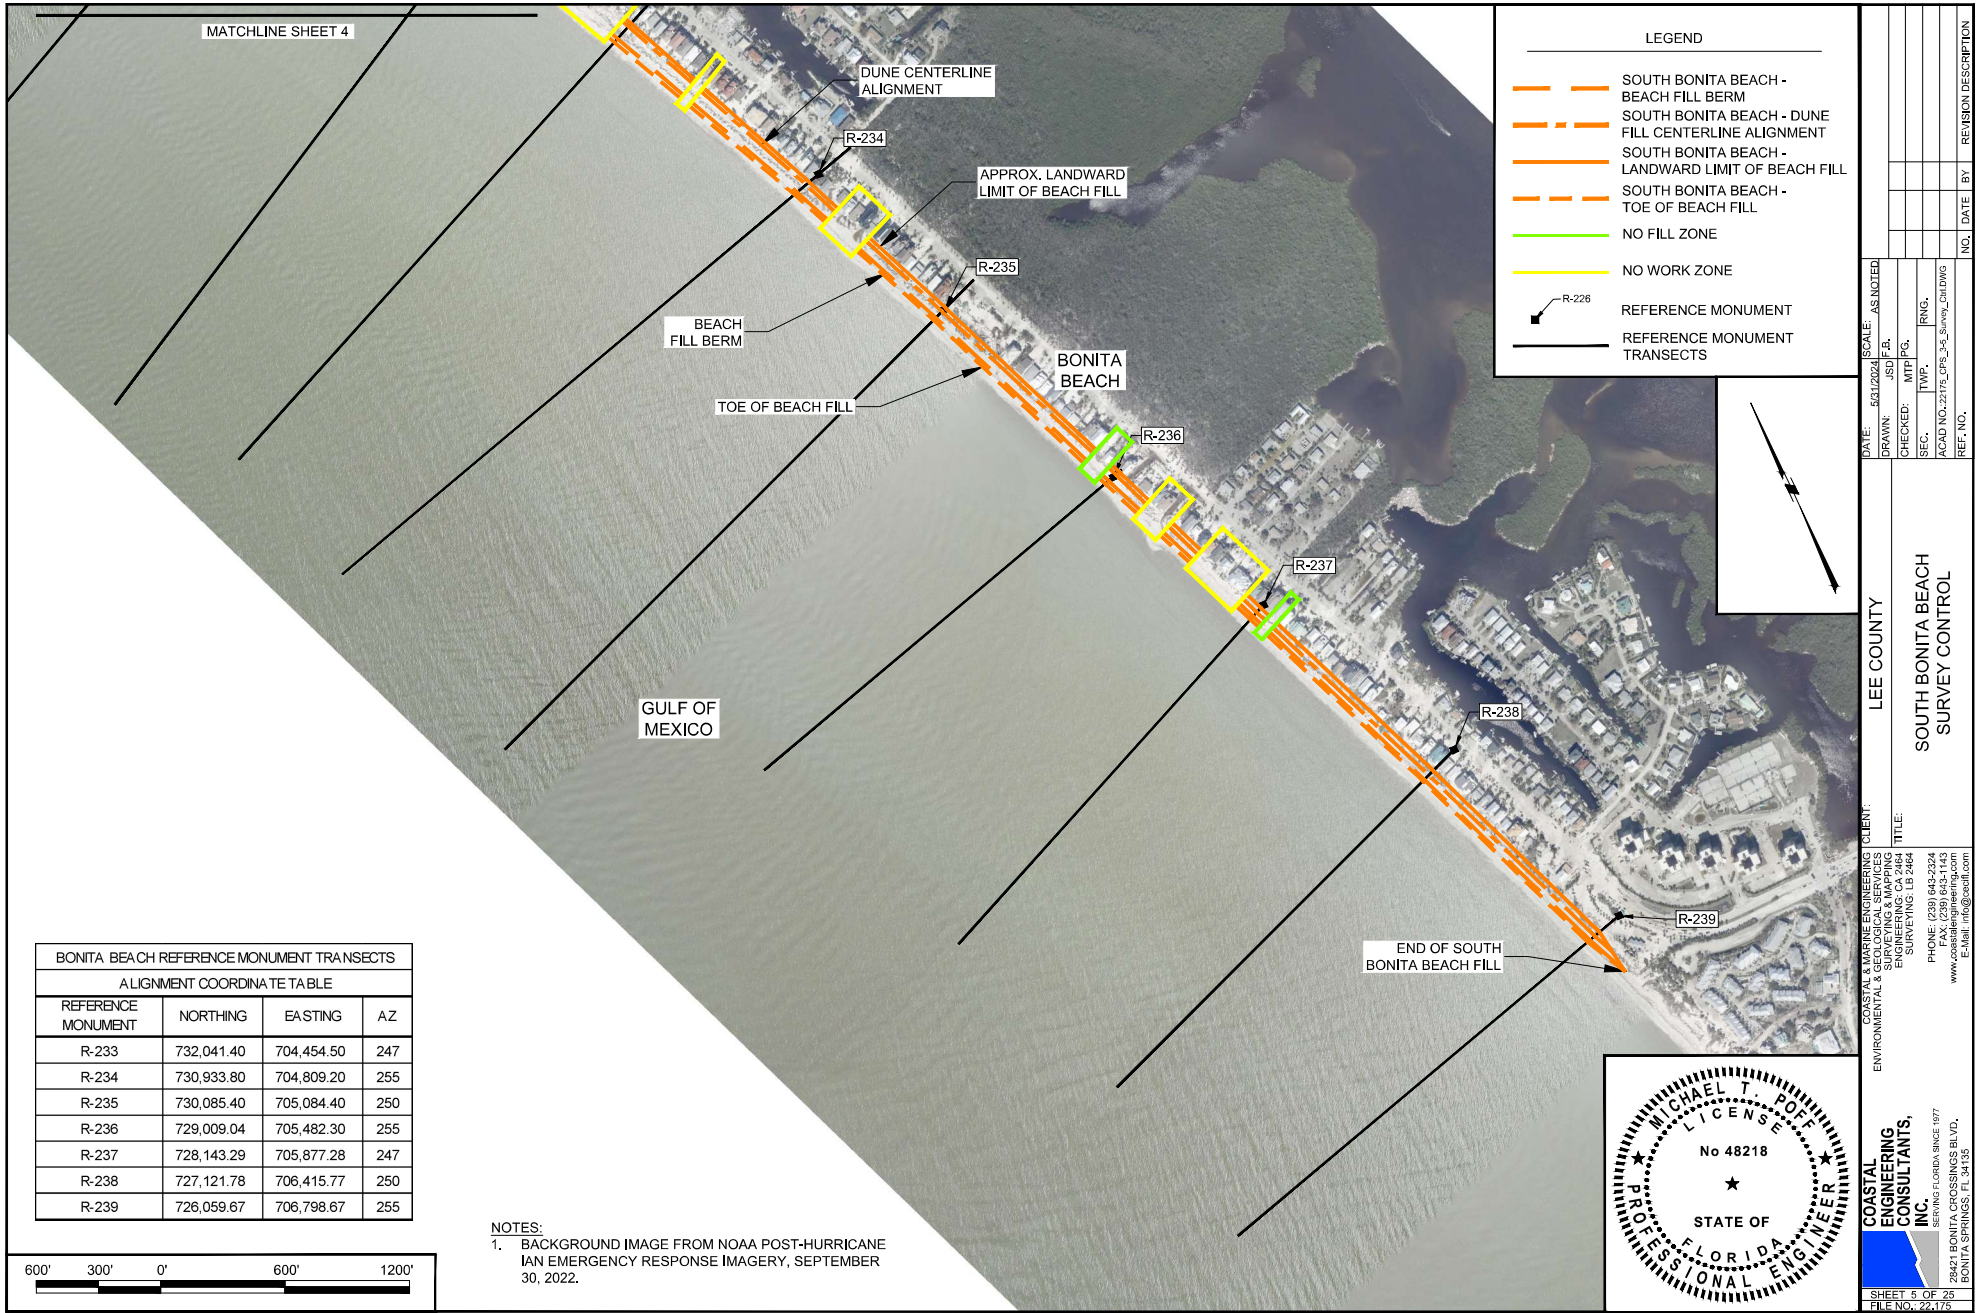 MATCHLINE SHEET 4
DUNE CENTERLINE
ALIGNMENT
R-234
APPROX. LANDWARD
LIMIT OF BEACH FILL
R-235
BEACH
FILL BERM
BONITA
BEACH
TOE OF BEACH FILL
R-236
R-237
GULF OF
MEXICO
R-238
R-239
END OF SOUTH
BONITA BEACH FILL
LEGEND
SOUTH BONITA BEACH -
BEACH FILL BERM
SOUTH BONITA BEACH - DUNE
FILL CENTERLINE ALIGNMENT
SOUTH BONITA BEACH -
LANDWARD LIMIT OF BEACH FILL
SOUTH BONITA BEACH -
TOE OF BEACH FILL
NO FILL ZONE
NO WORK ZONE
R-226
REFERENCE MONUMENT
REFERENCE MONUMENT
TRANSECTS
BONITA BEACH REFERENCE MONUMENT TRANSECTS
ALIGNMENT COORDINATE TABLE
REFERENCE MONUMENT NORTHING EASTING AZ
R-233 732,041.40 704,454.50 247
R-234 730,933.80 704,809.20 255
R-235 730,085.40 705,084.40 250
R-236 729,009.04 705,482.30 255
R-237 728,143.29 705,877.28 247
R-238 727,121.78 706,415.77 250
R-239 726,059.67 706,798.67 255
600' 300' 0' 600' 1200'
NOTES:
1. BACKGROUND IMAGE FROM NOAA POST-HURRICANE
IAN EMERGENCY RESPONSE IMAGERY, SEPTEMBER
30, 2022.
MICHAEL T. POFF
LICENSE
No 48218
STATE OF
FLORIDA
PROFESSIONAL ENGINEER
NO. DATE BY REVISION DESCRIPTION
DATE: 5/31/2024 SCALE: AS NOTED
DRAWN: JSD F.B.
CHECKED: MTP PG.
SEC. TWP. RNG.
ACAD NO.: 22175_CPS_3-5_Survey_Ctrl.DWG
REF. NO.
CLIENT:
LEE COUNTY
TITLE:
SOUTH BONITA BEACH
SURVEY CONTROL
COASTAL & MARINE ENGINEERING
ENVIRONMENTAL & GEOLOGICAL SERVICES
SURVEYING & MAPPING
ENGINEERING: CA 2464
SURVEYING: LB 2464
PHONE: (239) 643-2324
FAX: (239) 643-1143
www.coastalengineering.com
E-Mail: info@cecifl.com
COASTAL
ENGINEERING
CONSULTANTS,
INC.
SERVING FLORIDA SINCE 1977
28421 BONITA CROSSINGS BLVD.
BONITA SPRINGS, FL 34135
SHEET 5 OF 25
FILE NO.: 22.175